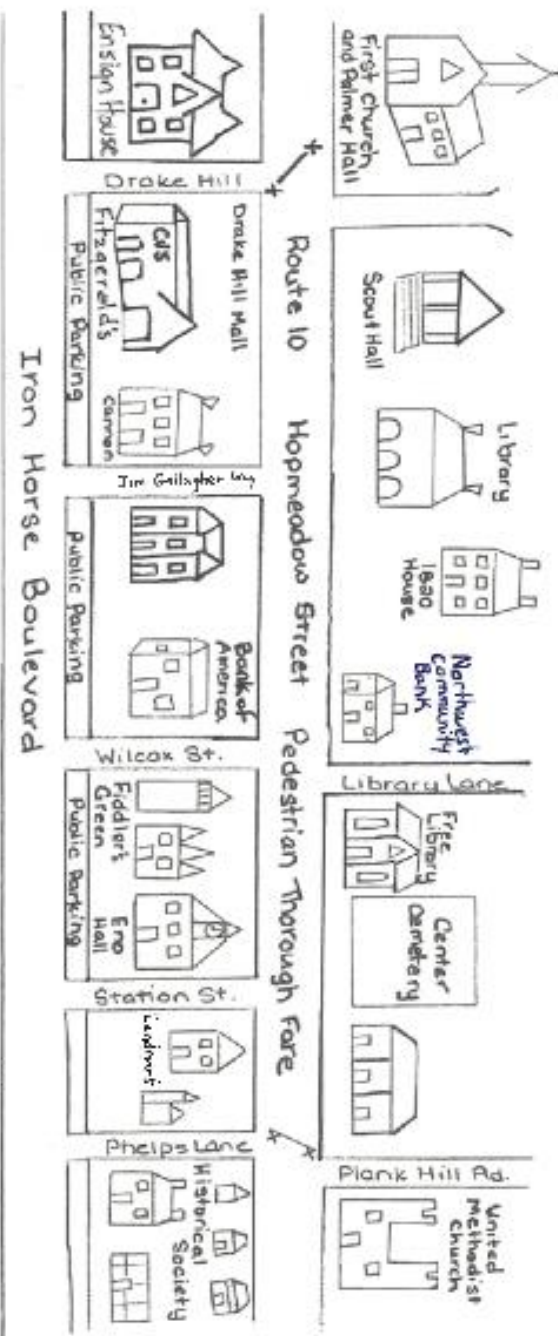 First Church
and Palmer Hall
Scout Hall
Library
1820
House
Northwest
Community
Bank
Library Lane
Free
Library
Center
Cemetery
Plank Hill Rd.
United
Methodist
Church
Route 10 Hopmeadow Street Pedestrian Thorough Fare
Ensign House
Drake Hill
Drake Hill Mall
CVS
Fitzgerald's
Cannon
Public Parking
Jim Gallagher Way
Bank of
America
Public Parking
Wilcox St.
Fiddler's
Green
Eno
Hall
Public Parking
Station St.
Phelps Lane
Historical
Society
Iron Horse Boulevard